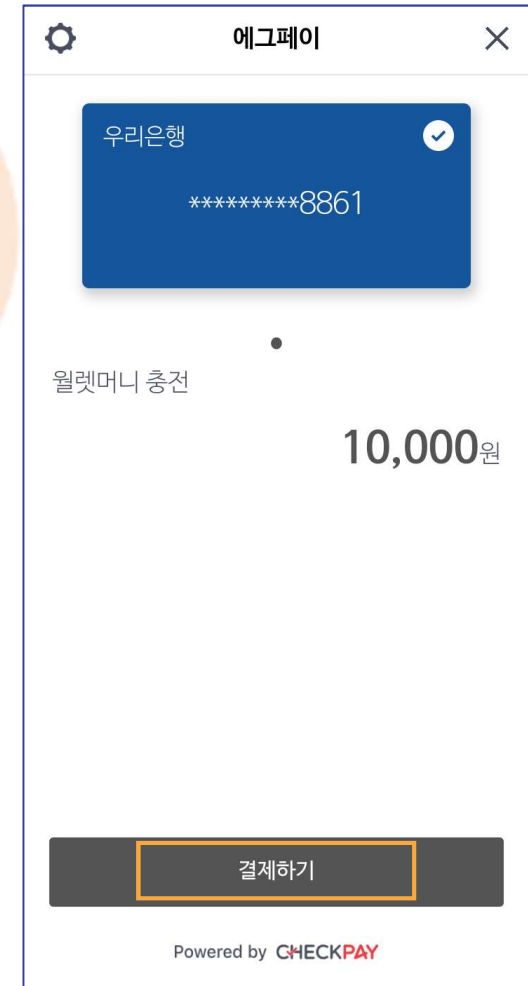 에그페이
우리은행
*********8861
월렛머니 충전
10,000원
결제하기
Powered by CHECKPAY